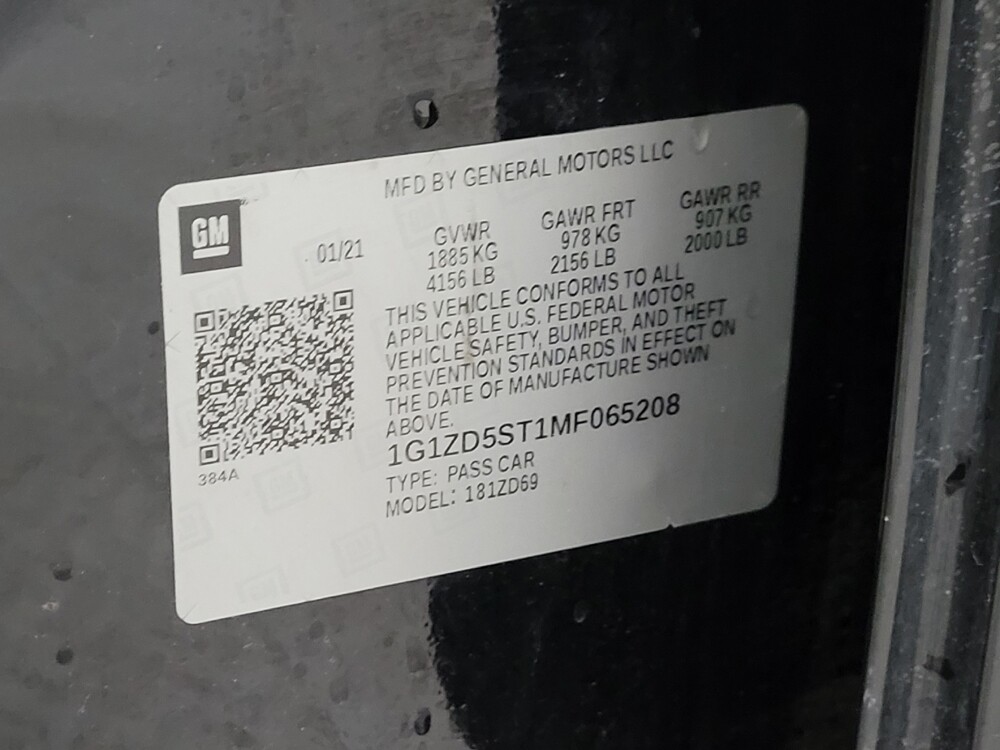 MFD BY GENERAL MOTORS LLC
GM
01/21
GVWR
1885 KG
4156 LB
GAWR FRT
978 KG
2156 LB
GAWR RR
907 KG
2000 LB
THIS VEHICLE CONFORMS TO ALL
APPLICABLE U.S. FEDERAL MOTOR
VEHICLE SAFETY, BUMPER, AND THEFT
PREVENTION STANDARDS IN EFFECT ON
THE DATE OF MANUFACTURE SHOWN
ABOVE.
1G1ZD5ST1MF065208
TYPE: PASS CAR
MODEL: 181ZD69
384A